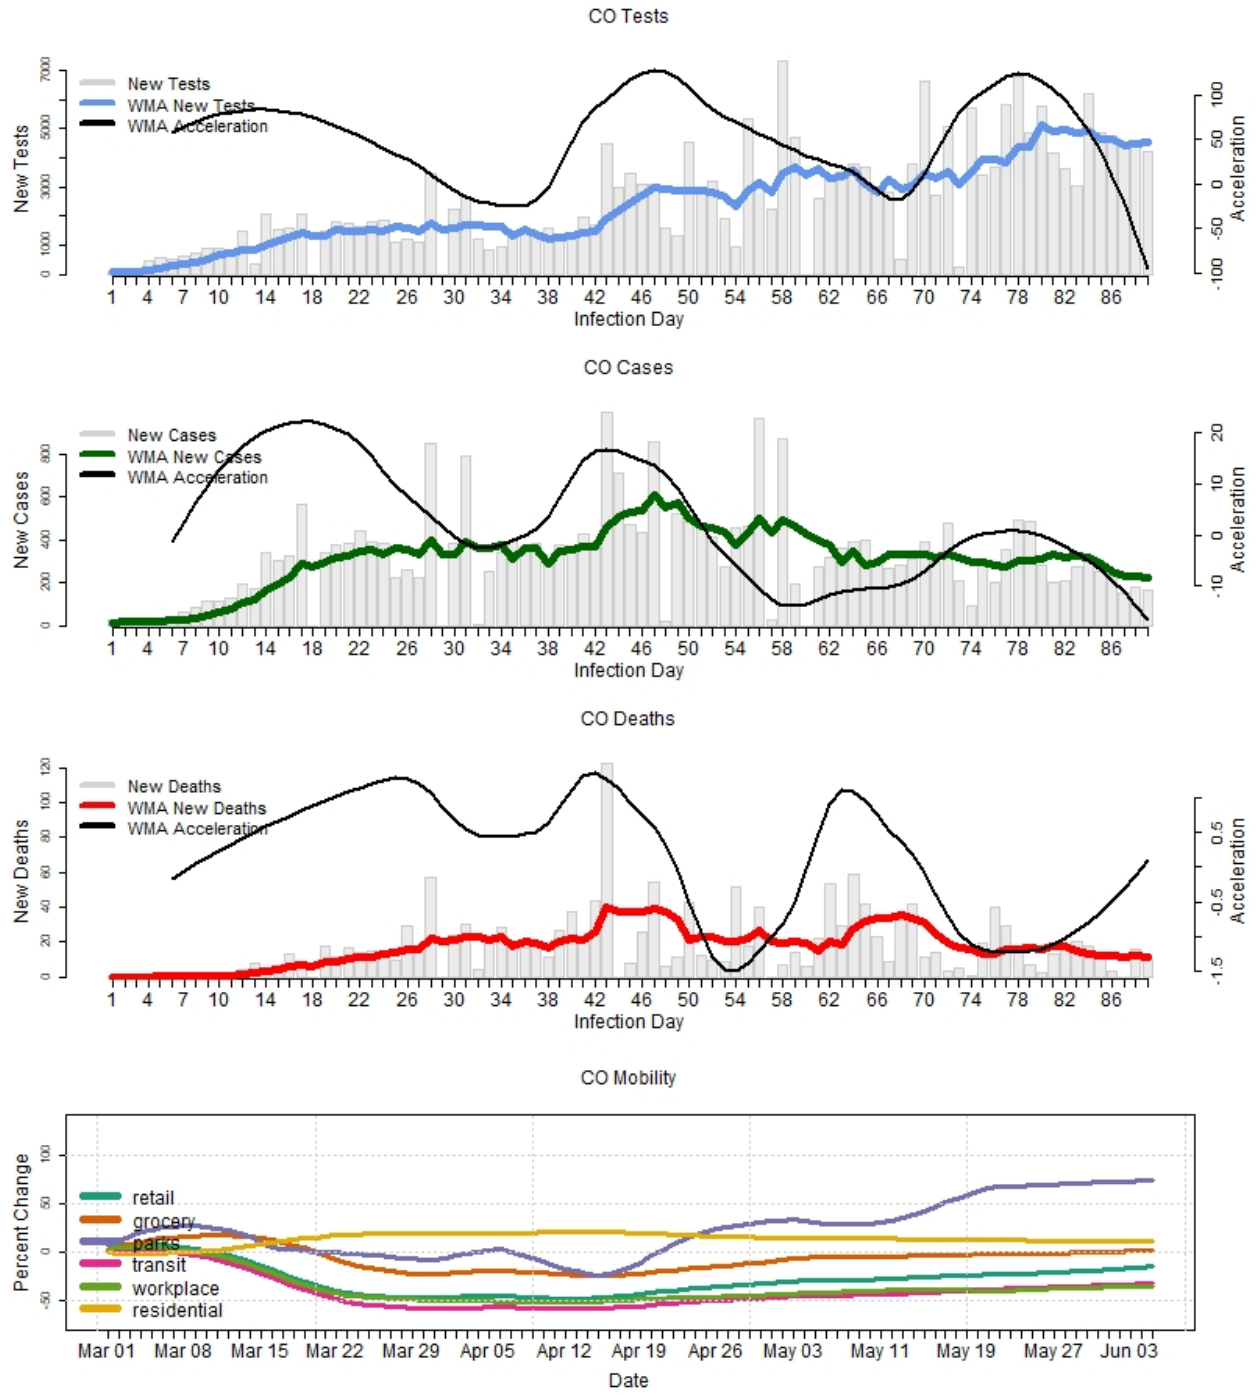 CO Tests
New Tests
WMA New Tests
WMA Acceleration
New Tests
0 1000 3000 5000 7000
Acceleration
-100 -50 0 50 100
1 4 7 10 14 18 22 26 30 34 38 42 46 50 54 58 62 66 70 74 78 82 86
Infection Day
CO Cases
New Cases
WMA New Cases
WMA Acceleration
New Cases
0 200 400 600 800
Acceleration
-10 0 10 20
1 4 7 10 14 18 22 26 30 34 38 42 46 50 54 58 62 66 70 74 78 82 86
Infection Day
CO Deaths
New Deaths
WMA New Deaths
WMA Acceleration
New Deaths
0 20 40 60 80 100 120
Acceleration
-1.5 -0.5 0.5
1 4 7 10 14 18 22 26 30 34 38 42 46 50 54 58 62 66 70 74 78 82 86
Infection Day
CO Mobility
retail
grocery
parks
transit
workplace
residential
Percent Change
-50 0 50 100
Mar 01 Mar 08 Mar 15 Mar 22 Mar 29 Apr 05 Apr 12 Apr 19 Apr 26 May 03 May 11 May 19 May 27 Jun 03
Date